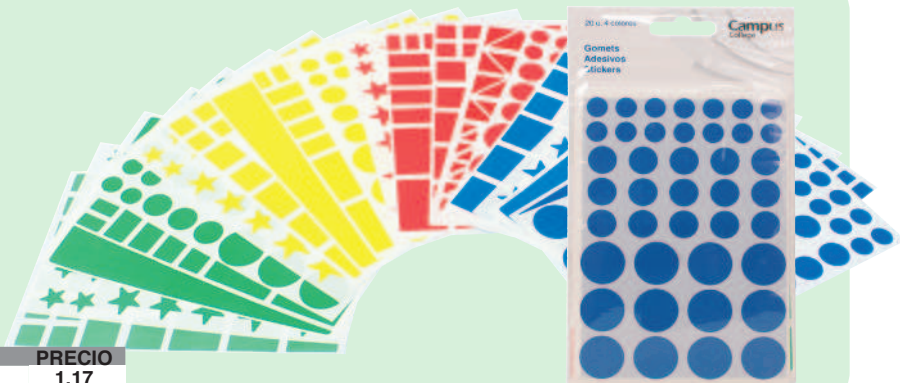 20 u. 4 colores
Campus
College
Gomets
Adesivos
Stickers
PRECIO
1.17